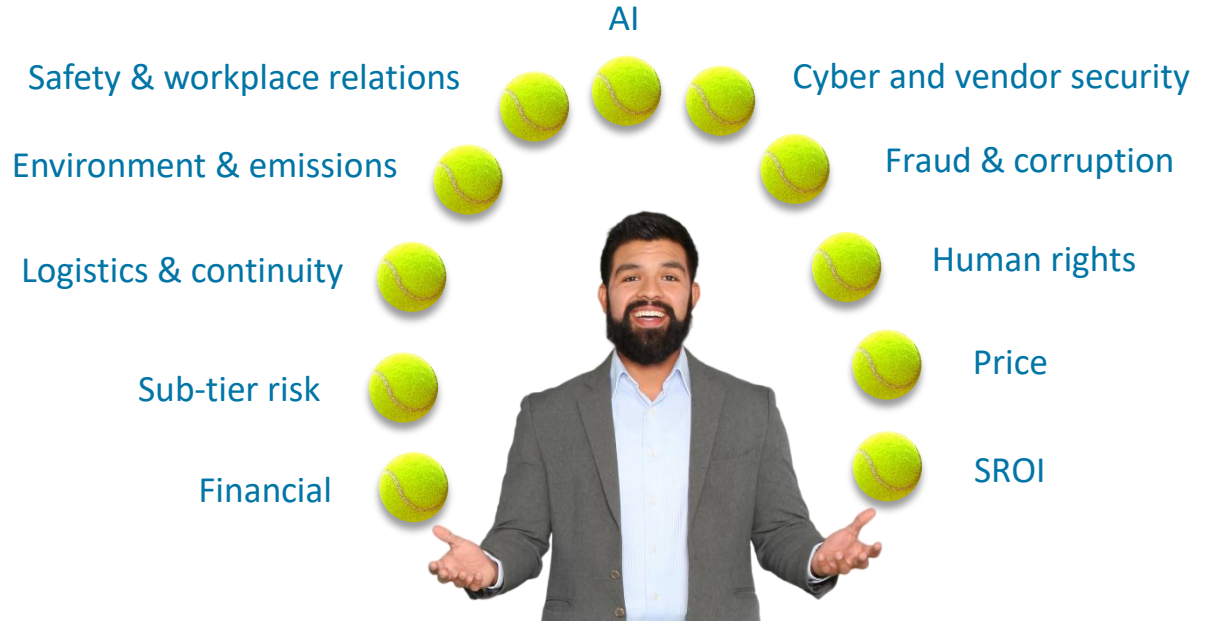 AI
Safety & workplace relations
Cyber and vendor security
Environment & emissions
Fraud & corruption
Logistics & continuity
Human rights
Sub-tier risk
Price
Financial
SROI